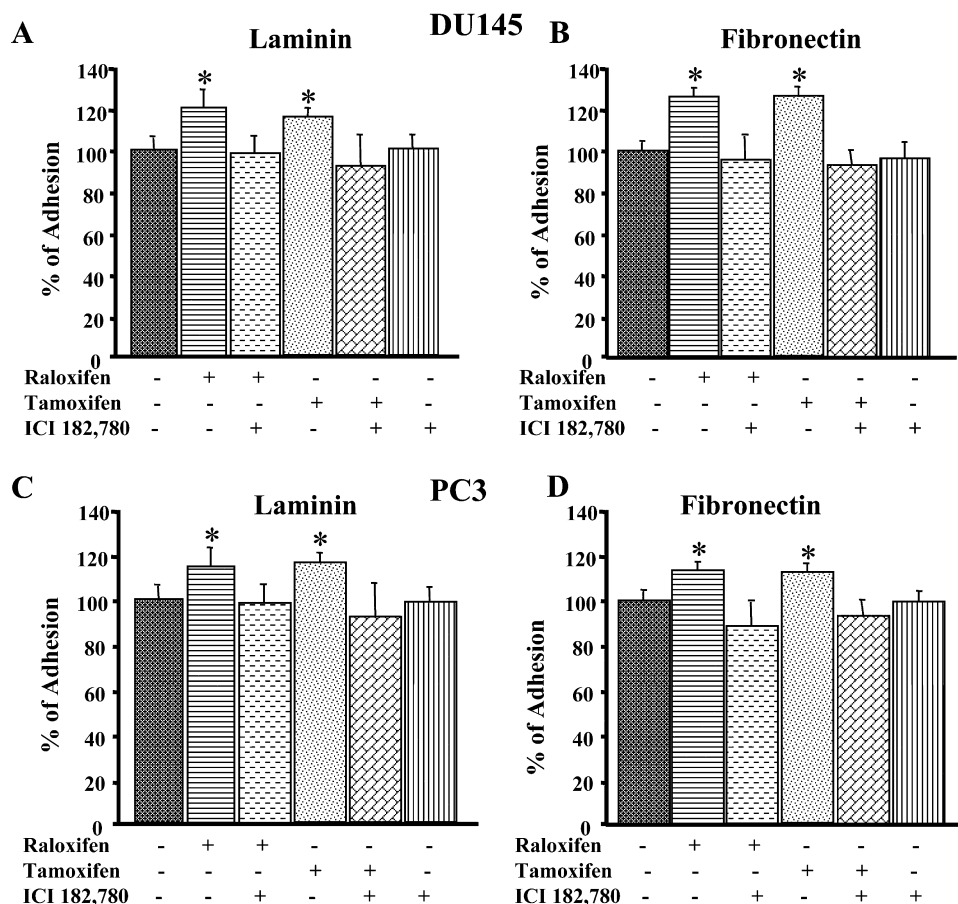 DU145
A
Laminin
140
*
*
120
100
80
60
40
20
0
% of Adhesion
Raloxifen - + + - - -
Tamoxifen - - - + + -
ICI 182,780 - - + - + +
B
Fibronectin
140
*
*
120
100
80
60
40
20
0
% of Adhesion
Raloxifen - + + - - -
Tamoxifen - - - + + -
ICI 182,780 - - + - + +
PC3
C
Laminin
140
*
*
120
100
80
60
40
20
0
% of Adhesion
Raloxifen - + + - - -
Tamoxifen - - - + + -
ICI 182,780 - - + - + +
D
Fibronectin
140
*
*
120
100
80
60
40
20
0
% of Adhesion
Raloxifen - + + - - -
Tamoxifen - - - + + -
ICI 182,780 - - + - + +